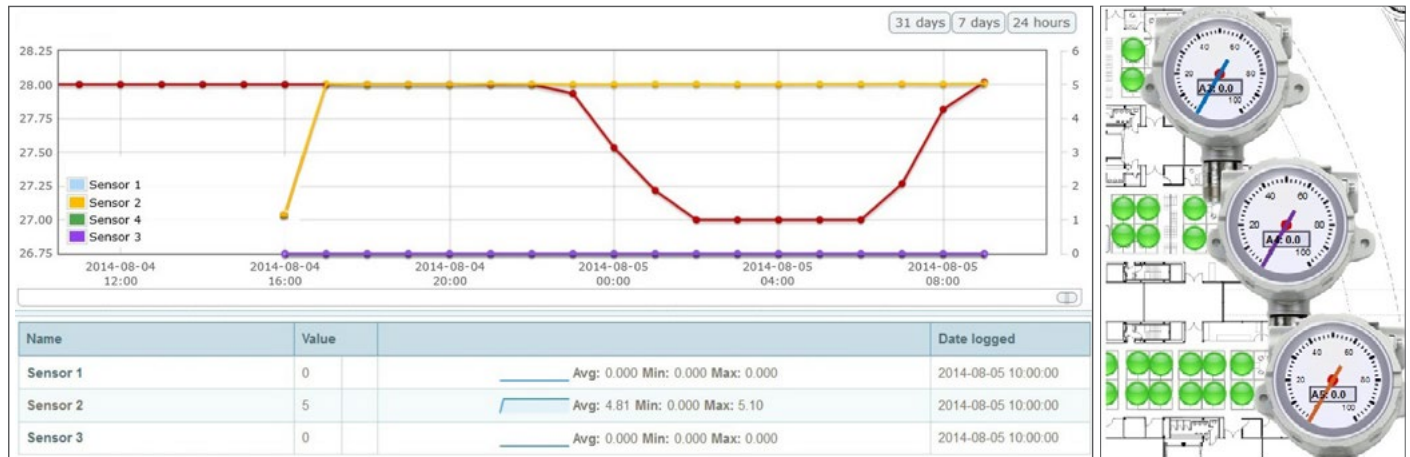 31 days 7 days 24 hours
28.25 6
28.00 5
27.75 4
27.50 3
27.25 2
27.00 1
26.75 0
Sensor 1
Sensor 2
Sensor 4
Sensor 3
2014-08-04 2014-08-04 2014-08-04 2014-08-05 2014-08-05 2014-08-05
12:00 16:00 20:00 00:00 04:00 08:00
Name Value Date logged
Sensor 1 0 Avg: 0.000 Min: 0.000 Max: 0.000 2014-08-05 10:00:00
Sensor 2 5 Avg: 4.81 Min: 0.000 Max: 5.10 2014-08-05 10:00:00
Sensor 3 0 Avg: 0.000 Min: 0.000 Max: 0.000 2014-08-05 10:00:00
40 60
20 80
A3: 0.0
100
40 60
20 80
A4: 0.0
100
40 60
20 80
A5: 0.0
100